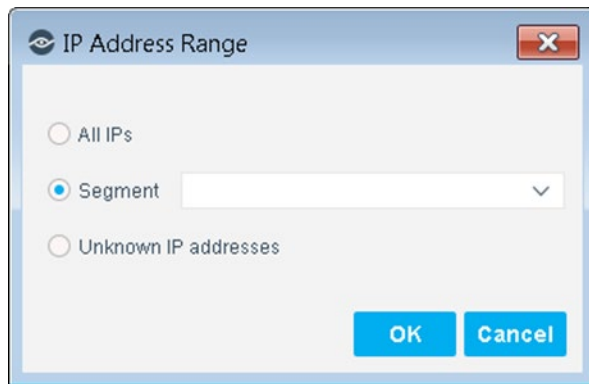 IP Address Range
All IPs
Segment
Unknown IP addresses
OK Cancel